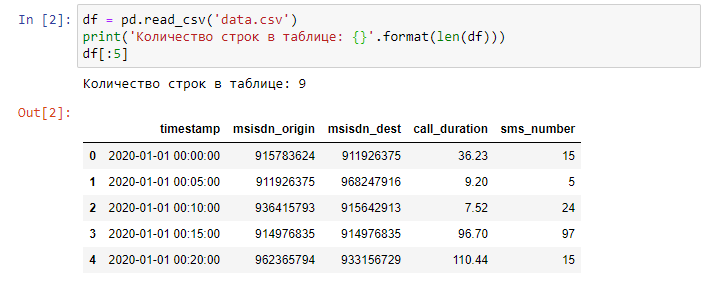 In [2]: df = pd.read_csv('data.csv')
print('Количество строк в таблице: {}'.format(len(df)))
df[:5]
Количество строк в таблице: 9
Out[2]:
timestamp msisdn_origin msisdn_dest call_duration sms_number
0 2020-01-01 00:00:00 915783624 911926375 36.23 15
1 2020-01-01 00:05:00 911926375 968247916 9.20 5
2 2020-01-01 00:10:00 936415793 915642913 7.52 24
3 2020-01-01 00:15:00 914976835 914976835 96.70 97
4 2020-01-01 00:20:00 962365794 933156729 110.44 15